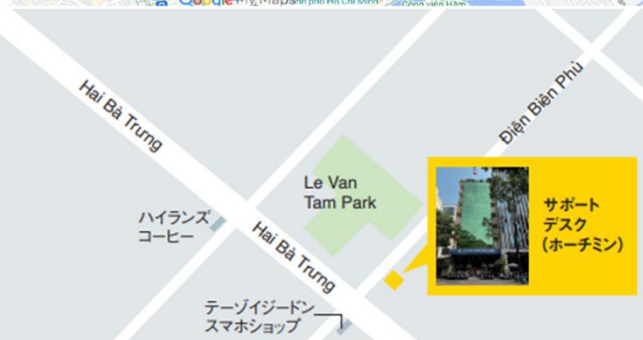 Hai Bà Trưng
Điện Biên Phủ
Le Van
Tam Park
サポート
デスク
(ホーチミン)
ハイランズ
コーヒー
Hai Bà Trưng
テーゾイジードン
スマホショップ